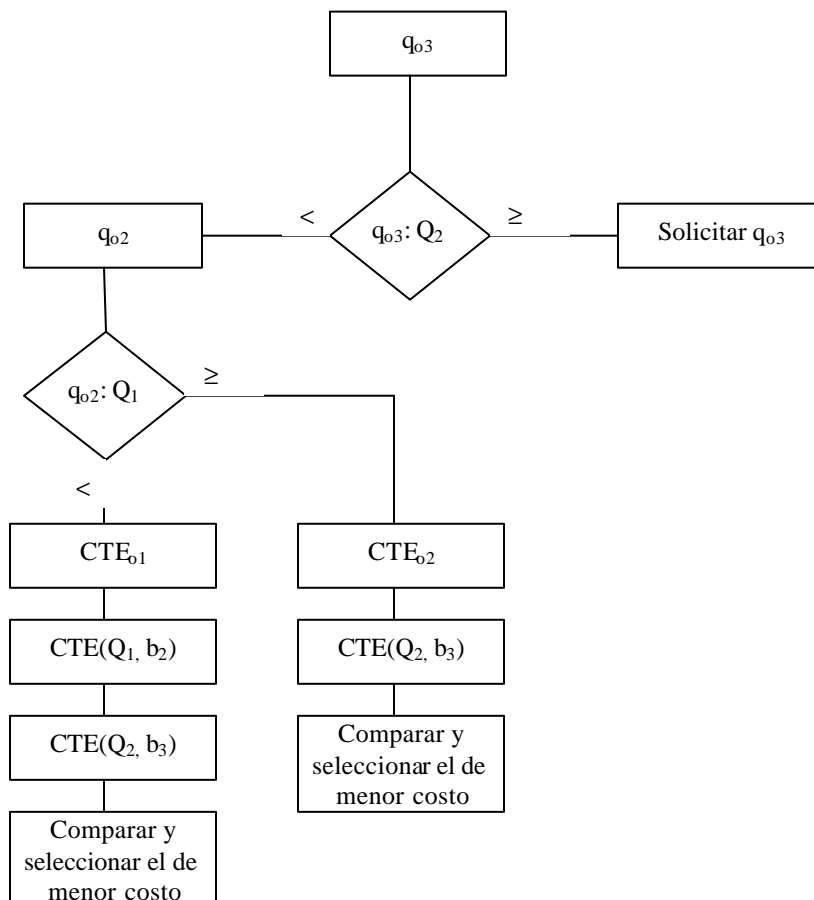 qo3
<
qo3: Q2
≥
Solicitar qo3
qo2
qo2: Q1
≥
<
CTEo1
CTEo2
CTE(Q1, b2)
CTE(Q2, b3)
CTE(Q2, b3)
Comparar y
seleccionar el de
menor costo
Comparar y
seleccionar el de
menor costo